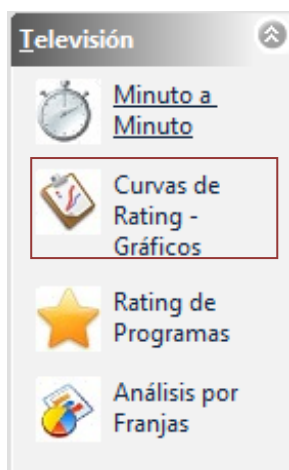 Televisión
Minuto a
Minuto
Curvas de
Rating -
Gráficos
Rating de
Programas
Análisis por
Franjas